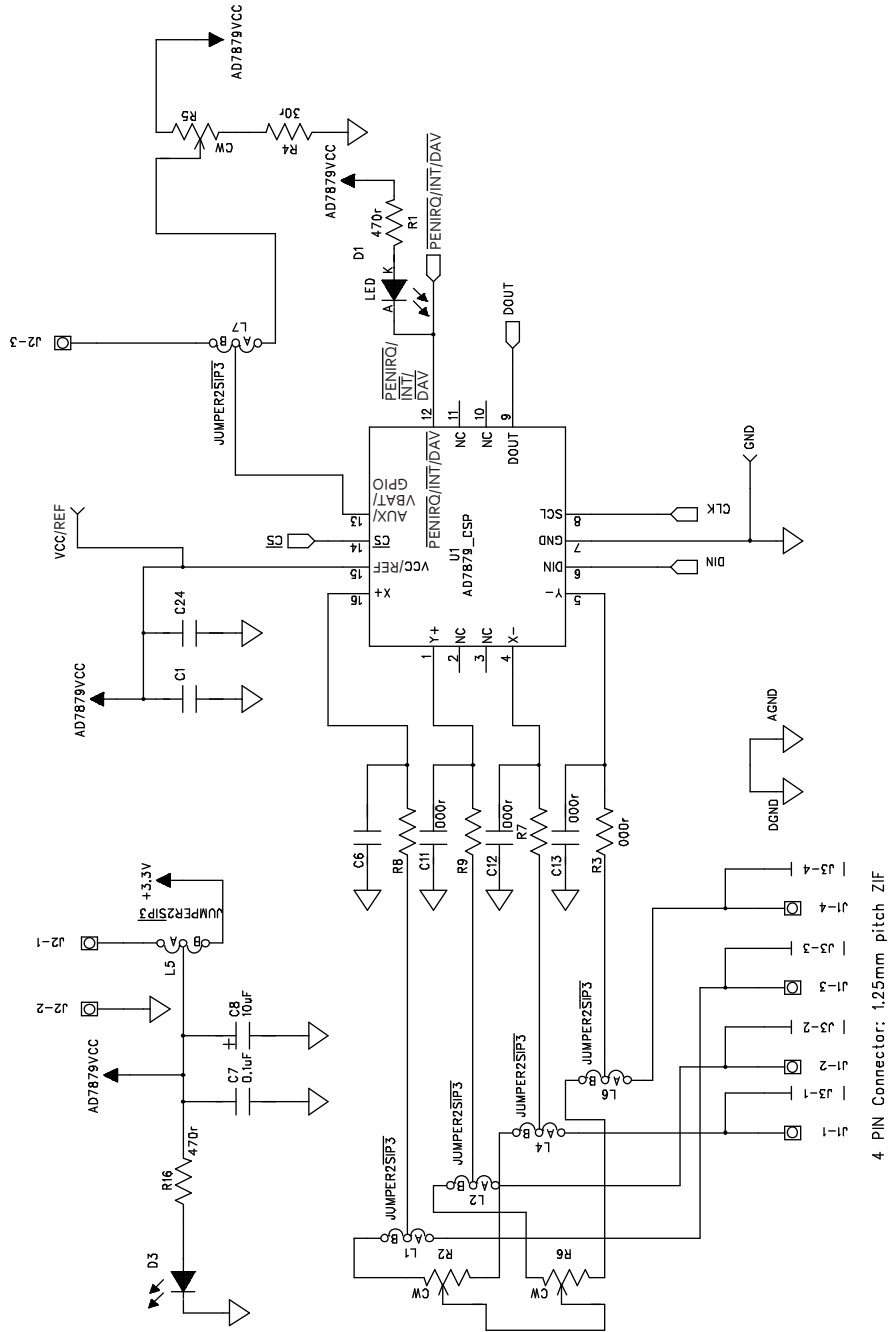 AD7879VCC
R5
CW
30r
R4
AD7879VCC
470r
R1
D1
LED
K
A
PENIRQ/INT/DAV
J2-3
B
A
L7
JUMPER2SIP3
PENIRQ/
INT/
DAV
DOUT
12
11
10
9
PENIRQ/INT/DAV
NC
NC
DOUT
VCC/REF
CS
13
14
15
16
AUX/
VBAT/
GPIO
CS
VCC/REF
X+
U1
AD7879_CSP
SCL
GND
DIN
Y-
8
7
6
5
CLK
DIN
GND
Y+
NC
NC
X-
1
2
3
4
C24
C1
AD7879VCC
C6
R8
000r
C11
R9
000r
C12
R7
000r
C13
R3
000r
AGND
DGND
+3.3V
JUMPER2SIP3
A
B
L5
J2-1
J2-2
C8
10uF
+
C7
0.1uF
AD7879VCC
R16
470r
D3
JUMPER2SIP3
B
A
L1
JUMPER2SIP3
B
A
L2
JUMPER2SIP3
B
A
L4
JUMPER2SIP3
B
A
L6
R2
CW
R6
CW
J3-4
J1-4
J3-3
J1-3
J3-2
J1-2
J3-1
J1-1
4 PIN Connector: 1.25mm pitch ZIF